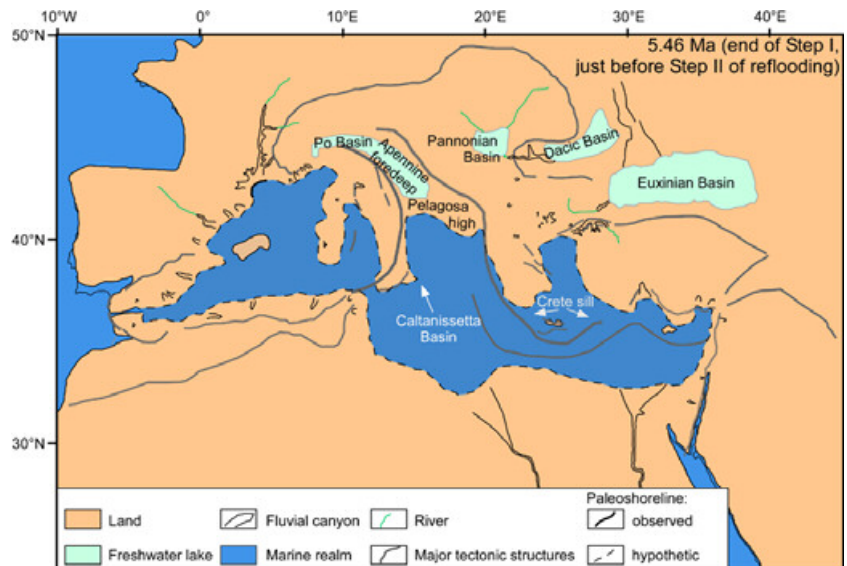 10°W
0°
10°E
20°E
30°E
40°E
50°N
5.46 Ma (end of Step I,
just before Step II of reflooding)
Po Basin
Apennine
foredeep
Pannonian
Basin
Dacic Basin
Euxinian Basin
Pelagosa
high
40°N
Crete sill
Caltanissetta
Basin
30°N
Paleoshoreline:
Land
Fluvial canyon
River
observed
Freshwater lake
Marine realm
Major tectonic structures
hypothetic